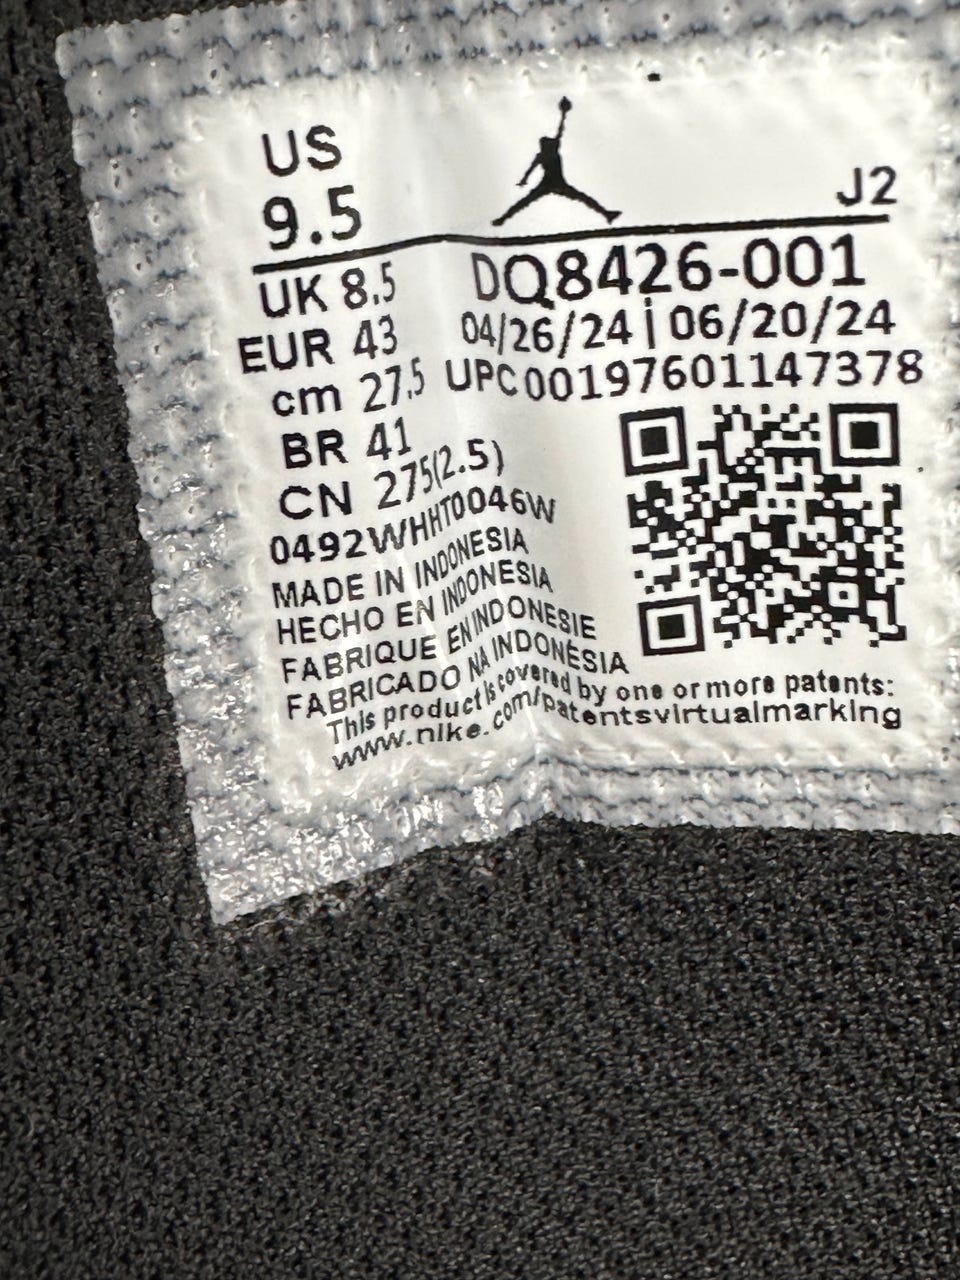 US
9.5
J2
UK 8.5
EUR 43
cm 27.5
BR 41
CN 275(2.5)
DQ8426-001
04/26/24 | 06/20/24
UPC00197601147378
0492WHHT0046W
MADE IN INDONESIA
HECHO EN INDONESIA
FABRIQUE EN INDONESIE
FABRICADO NA INDONÉSIA
This product is covered by one or more patents:
www.nike.com/patentsvirtualmarking